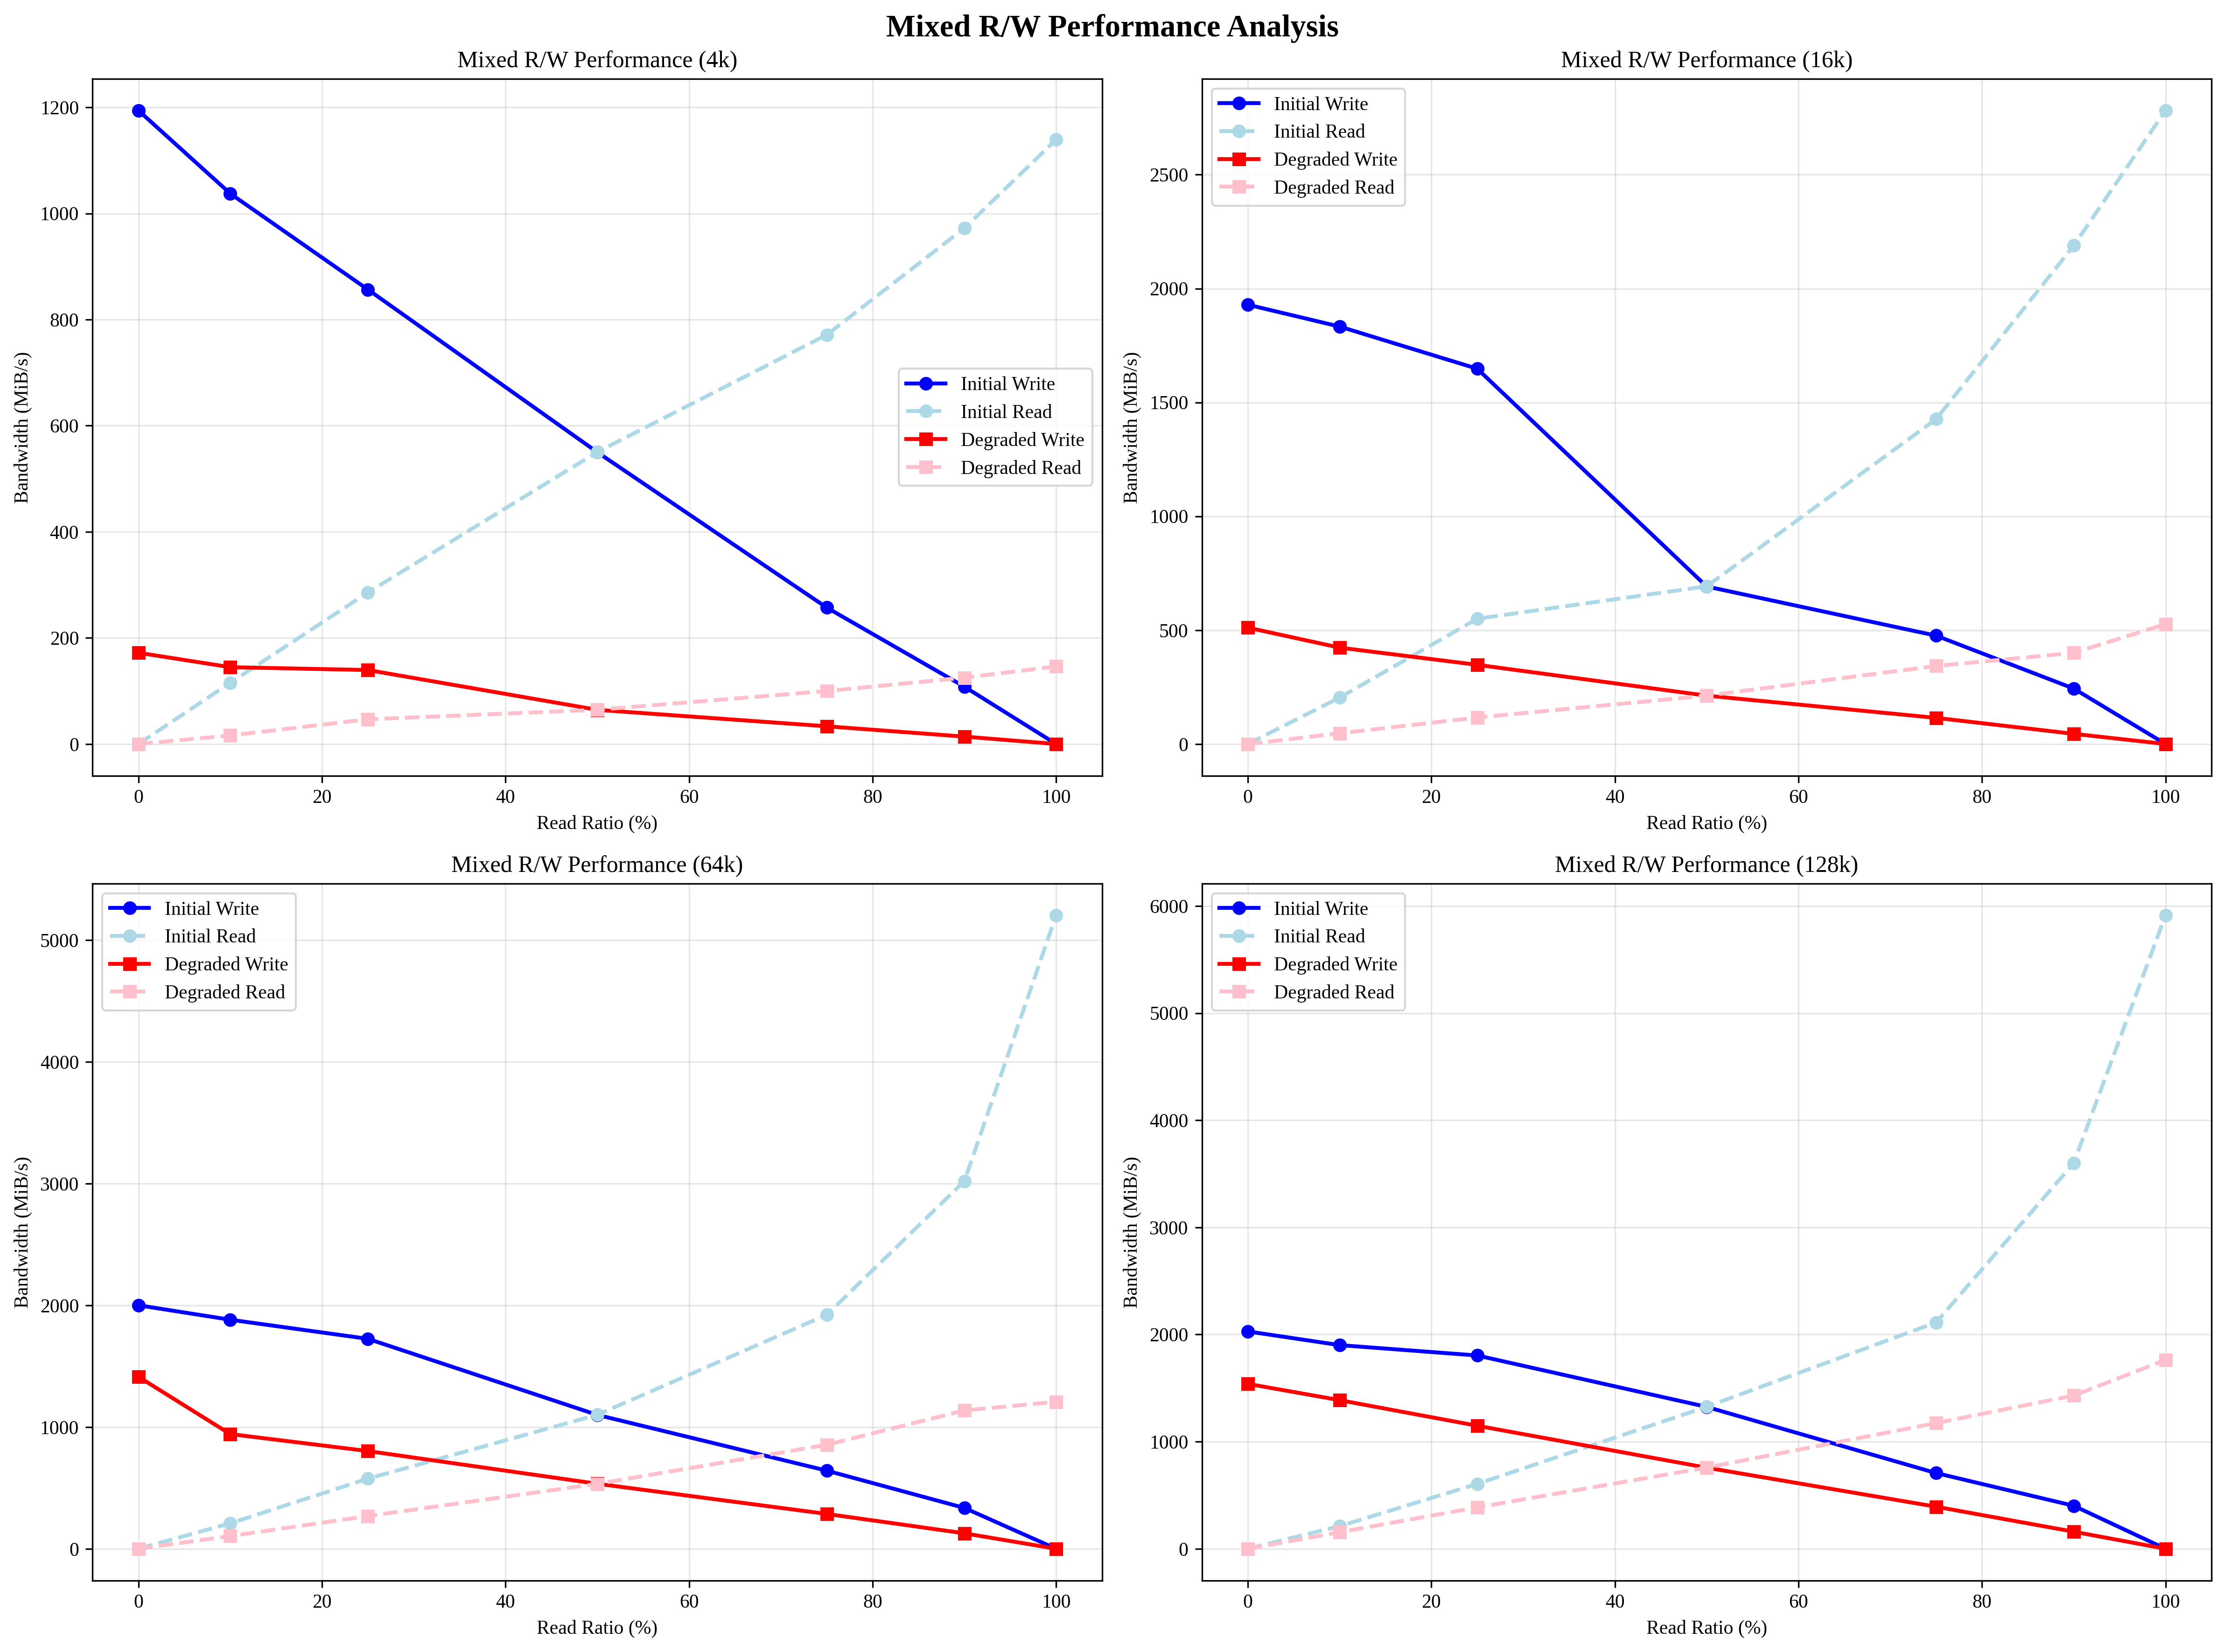 Mixed R/W Performance Analysis
Mixed R/W Performance (4k)
1200
1000
800
600
400
200
0
Bandwidth (MiB/s)
Initial Write
Initial Read
Degraded Write
Degraded Read
0 20 40 60 80 100
Read Ratio (%)
Mixed R/W Performance (16k)
2500
2000
1500
1000
500
0
Bandwidth (MiB/s)
Initial Write
Initial Read
Degraded Write
Degraded Read
0 20 40 60 80 100
Read Ratio (%)
Mixed R/W Performance (64k)
5000
4000
3000
2000
1000
0
Bandwidth (MiB/s)
Initial Write
Initial Read
Degraded Write
Degraded Read
0 20 40 60 80 100
Read Ratio (%)
Mixed R/W Performance (128k)
6000
5000
4000
3000
2000
1000
0
Bandwidth (MiB/s)
Initial Write
Initial Read
Degraded Write
Degraded Read
0 20 40 60 80 100
Read Ratio (%)